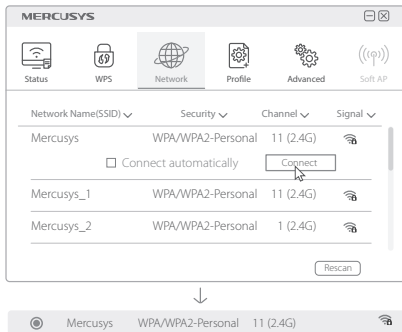 MERCUSYS
Status WPS Network Profile Advanced Soft AP
Network Name(SSID) Security Channel Signal
Mercusys WPA/WPA2-Personal 11 (2.4G)
Connect automatically Connect
Mercusys_1 WPA/WPA2-Personal 11 (2.4G)
Mercusys_2 WPA/WPA2-Personal 1 (2.4G)
Rescan
Mercusys WPA/WPA2-Personal 11 (2.4G)